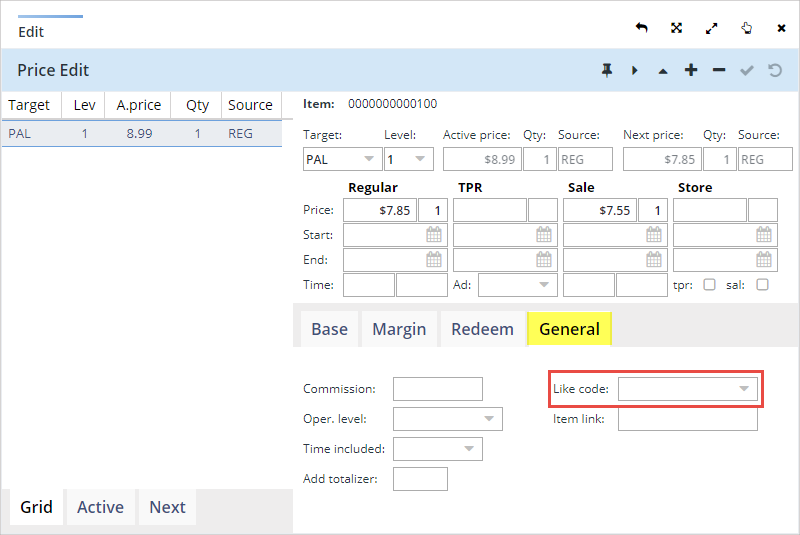 Edit
Price Edit
Target Lev A.price Qty Source
PAL 1 8.99 1 REG
Item: 0000000000100
Target: Level: Active price: Qty: Source: Next price: Qty: Source:
PAL 1 $8.99 1 REG $7.85 1 REG
Regular TPR Sale Store
Price: $7.85 1 $7.55 1
Start:
End:
Time: Ad: tpr: sal:
Base Margin Redeem General
Commission: Like code:
Oper. level: Item link:
Time included:
Add totalizer:
Grid Active Next